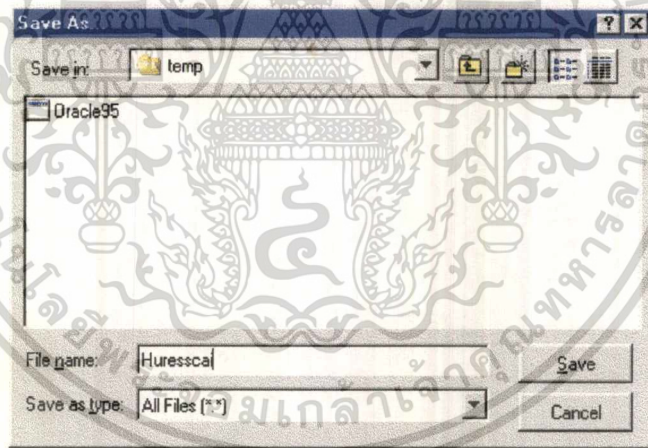 Save As..
Save in:
temp
Oracle95
File name:
Huresscal
Save
Save as type:
All Files (*.*)
Cancel